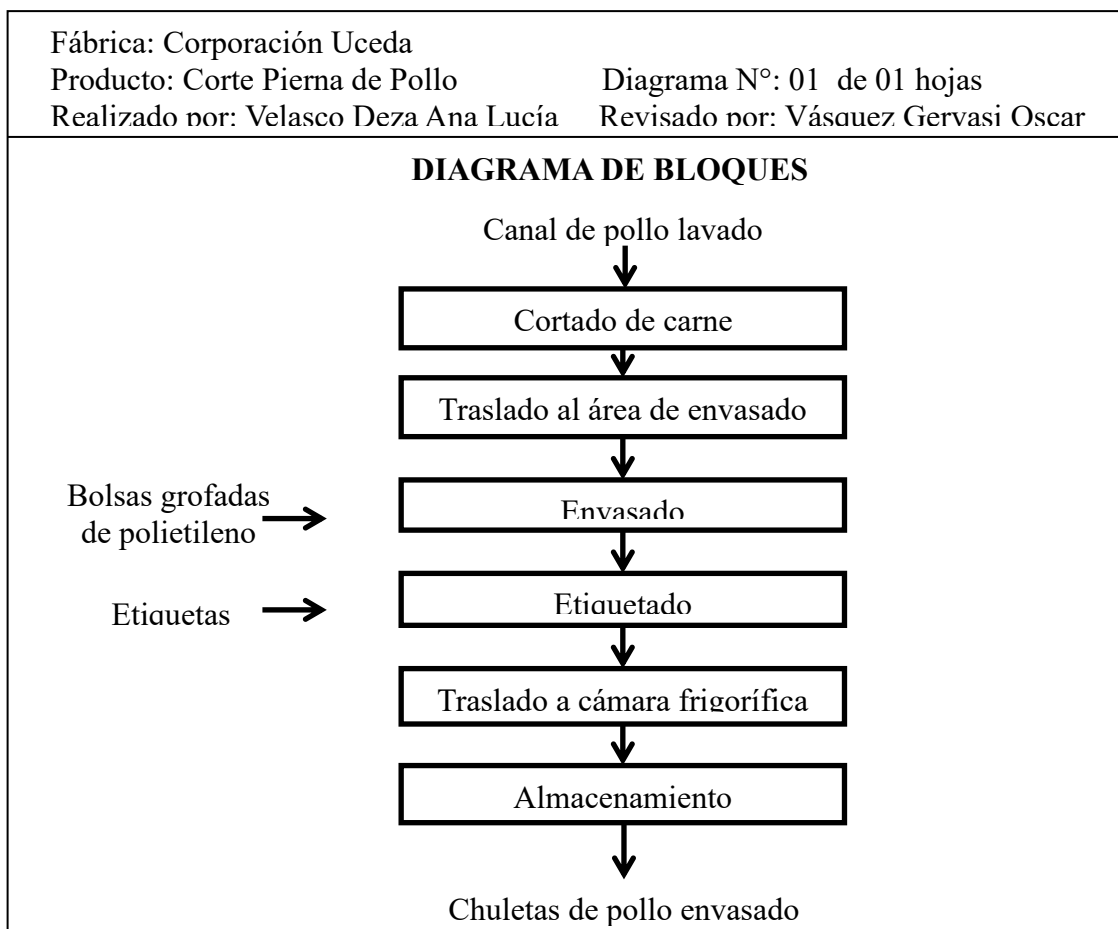 Fábrica: Corporación Uceda
Producto: Corte Pierna de Pollo Diagrama N°: 01 de 01 hojas
Realizado por: Velasco Deza Ana Lucía Revisado por: Vásquez Gervasi Oscar
DIAGRAMA DE BLOQUES
Canal de pollo lavado
Cortado de carne
Traslado al área de envasado
Bolsas grofadas
de polietileno
Envasado
Etiquetas
Etiquetado
Traslado a cámara frigorífica
Almacenamiento
Chuletas de pollo envasado